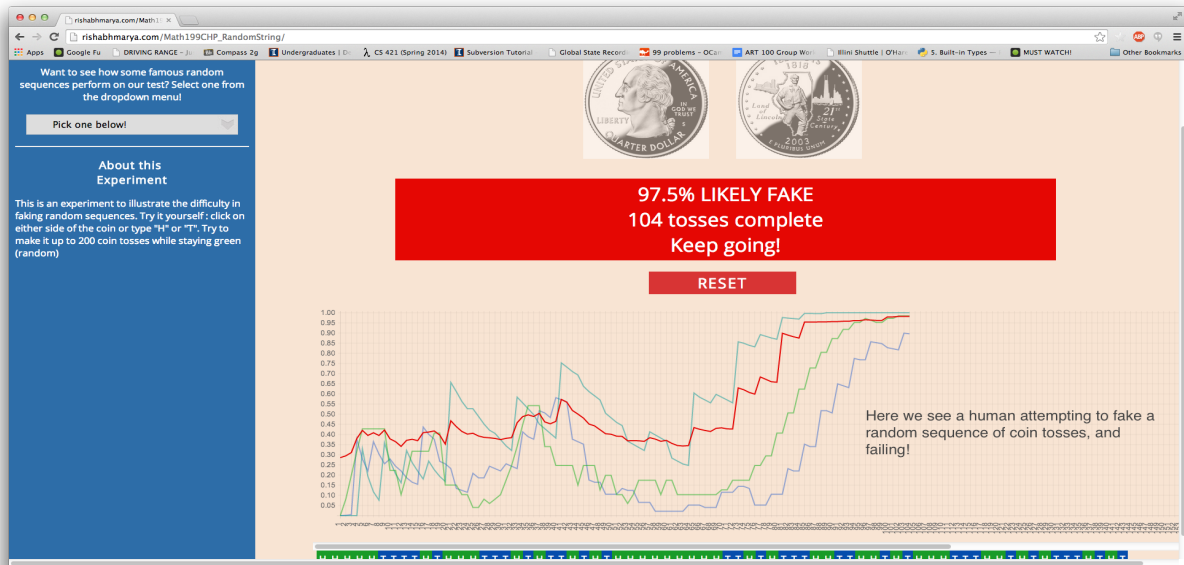 rishabhmarya.com/Math19
rishabhmarya.com/Math199CHP_RandomString/
Apps Google Fu DRIVING RANGE - Ju Compass 2g Undergraduates | De CS 421 (Spring 2014) Subversion Tutorial Global State Records 99 problems - OCam ART 100 Group Wor Illini Shuttle | O'Hare 5. Built-in Types — MUST WATCH! Other Bookmarks
Want to see how some famous random
sequences perform on our test? Select one from
the dropdown menu!
Pick one below!
About this
Experiment
This is an experiment to illustrate the difficulty in
faking random sequences. Try it yourself : click on
either side of the coin or type "H" or "T". Try to
make it up to 200 coin tosses while staying green
(random)
UNITED STATES OF AMERICA
LIBERTY
IN
GOD WE
TRUST
S
QUARTER DOLLAR
1818
Land
of
Lincoln
21st
State
Century
2003
E PLURIBUS UNUM
97.5% LIKELY FAKE
104 tosses complete
Keep going!
RESET
1.00
0.95
0.90
0.85
0.80
0.75
0.70
0.65
0.60
0.55
0.50
0.45
0.40
0.35
0.30
0.25
0.20
0.15
0.10
0.05
Here we see a human attempting to fake a
random sequence of coin tosses, and
failing!